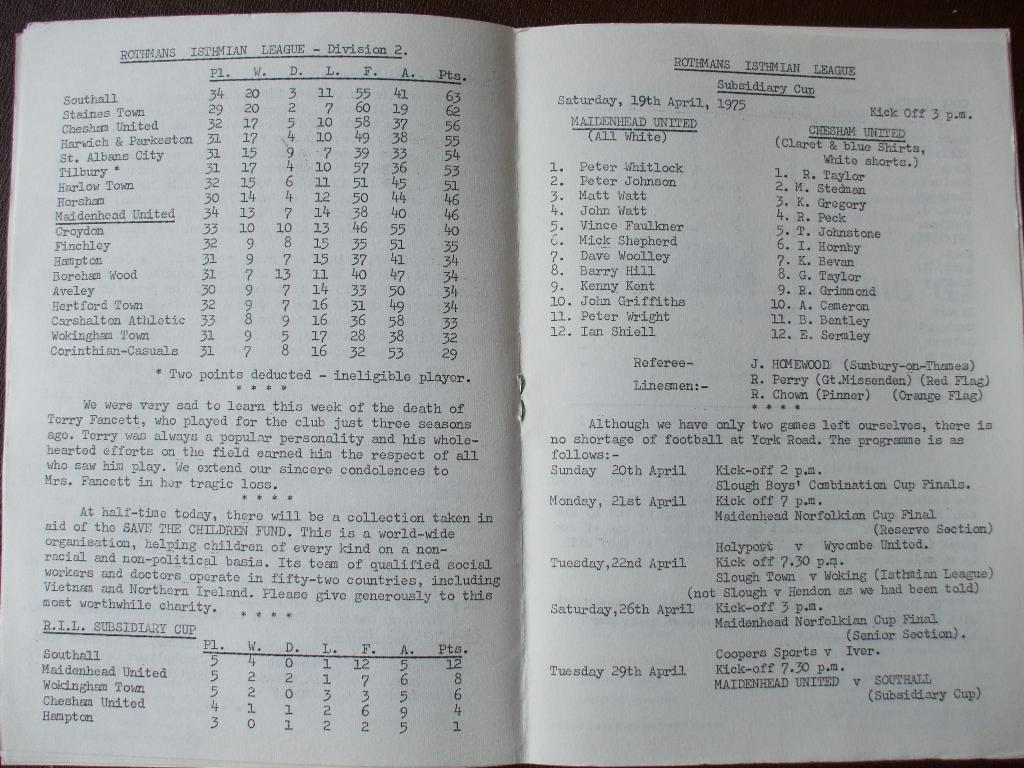 ROTHMANS ISTHMIAN LEAGUE - Division 2.
Pl. W. D. L. F. A. Pts.
Southall 34 20 3 11 55 41 63
Staines Town 29 20 2 7 60 19 62
Chesham United 32 17 5 10 58 37 56
Harwich & Parkeston 31 17 4 10 49 38 55
St. Albans City 31 15 9 7 39 33 54
Tilbury * 31 17 4 10 57 36 53
Harlow Town 32 15 6 11 51 45 51
Horsham 30 14 4 12 50 44 46
Maidenhead United 34 13 7 14 38 40 46
Croydon 33 10 10 13 46 55 40
Finchley 32 9 8 15 35 51 35
Hampton 31 9 7 15 37 41 34
Boreham Wood 31 7 13 11 40 47 34
Aveley 30 9 7 14 33 50 34
Hertford Town 32 9 7 16 31 49 34
Carshalton Athletic 33 8 9 16 36 58 33
Wokingham Town 31 9 5 17 28 38 32
Corinthian-Casuals 31 7 8 16 32 53 29
* Two points deducted - ineligible player.
* * * *
We were very sad to learn this week of the death of
Terry Fancett, who played for the club just three seasons
ago. Terry was always a popular personality and his whole-
hearted efforts on the field earned him the respect of all
who saw him play. We extend our sincere condolences to
Mrs. Fancett in her tragic loss.
* * * *
At half-time today, there will be a collection taken in
aid of the SAVE THE CHILDREN FUND. This is a world-wide
organisation, helping children of every kind on a non-
racial and non-political basis. Its team of qualified social
workers and doctors operate in fifty-two countries, including
Vietnam and Northern Ireland. Please give generously to this
most worthwhile charity.
* * * *
R.I.L. SUBSIDIARY CUP
Pl. W. D. L. F. A. Pts.
Southall 5 4 0 1 12 5 12
Maidenhead United 5 2 2 1 7 6 8
Wokingham Town 5 2 0 3 3 5 6
Chesham United 4 1 1 2 6 9 4
Hampton 3 0 1 2 2 5 1
ROTHMANS ISTHMIAN LEAGUE
Subsidiary Cup
Saturday, 19th April, 1975 Kick Off 3 p.m.
MAIDENHEAD UNITED
(All White)
1. Peter Whitlock
2. Peter Johnson
3. Matt Watt
4. John Watt
5. Vince Faulkner
6. Mick Shepherd
7. Dave Woolley
8. Barry Hill
9. Kenny Kent
10. John Griffiths
11. Peter Wright
12. Ian Shiell
CHESHAM UNITED
(Claret & blue Shirts,
White shorts.)
1. R. Taylor
2. M. Stedman
3. K. Gregory
4. R. Peck
5. T. Johnstone
6. I. Hornby
7. K. Bevan
8. G. Taylor
9. R. Grimmond
10. A. Cameron
11. B. Bentley
12. E. Sermley
Referee- J. HOMEWOOD (Sunbury-on-Thames)
Linesmen:- R. Perry (Gt.Missenden) (Red Flag)
R. Chown (Pinner) (Orange Flag)
* * * *
Although we have only two games left ourselves, there is
no shortage of football at York Road. The programme is as
follows:-
Sunday 20th April Kick-off 2 p.m.
Slough Boys' Combination Cup Finals.
Monday, 21st April Kick off 7 p.m.
Maidenhead Norfolkian Cup Final
(Reserve Section)
Holyport v Wycombe United.
Tuesday,22nd April Kick off 7.30 p.m.
Slough Town v Woking (Isthmian League)
(not Slough v Hendon as we had been told)
Saturday,26th April Kick-off 3 p.m.
Maidenhead Norfolkian Cup Final
(Senior Section).
Coopers Sports v Iver.
Tuesday 29th April Kick-off 7.30 p.m.
MAIDENHEAD UNITED v SOUTHALL
(Subsidiary Cup)